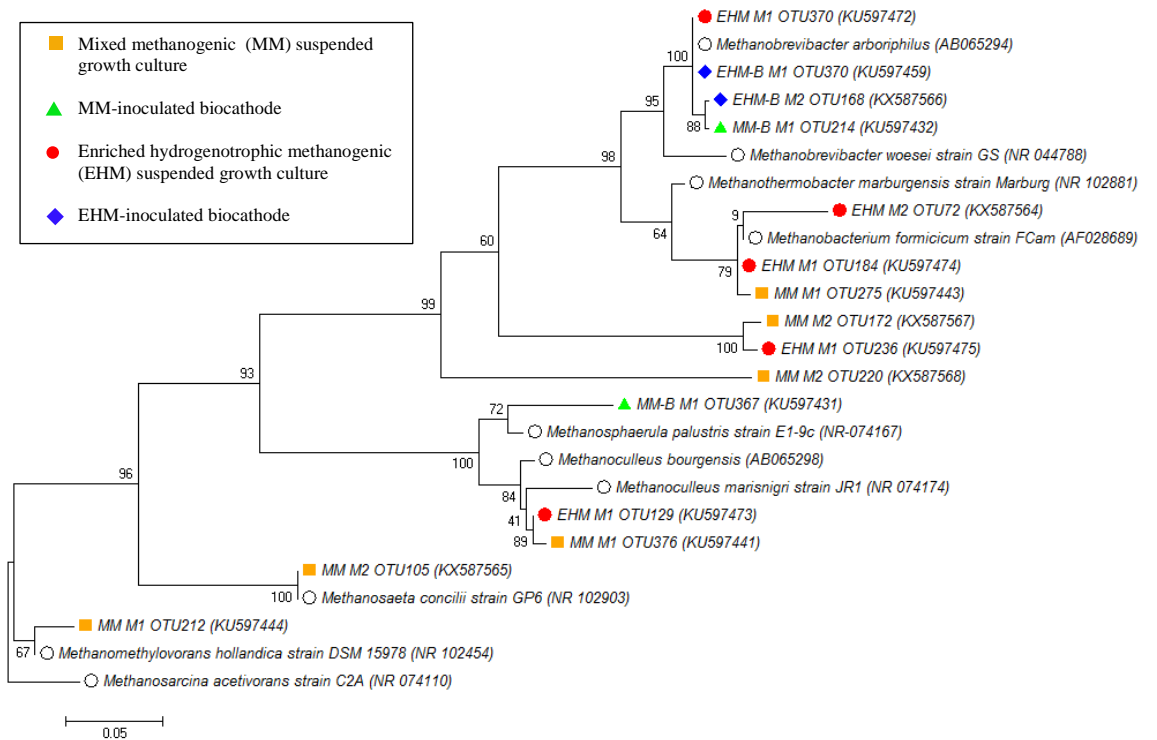 Mixed methanogenic (MM) suspended
growth culture
MM-inoculated biocathode
Enriched hydrogenotrophic methanogenic
(EHM) suspended growth culture
EHM-inoculated biocathode
EHM M1 OTU370 (KU597472)
Methanobrevibacter arboriphilus (AB065294)
100
EHM-B M1 OTU370 (KU597459)
EHM-B M2 OTU168 (KX587566)
95
88
MM-B M1 OTU214 (KU597432)
98
Methanobrevibacter woesei strain GS (NR 044788)
Methanothermobacter marburgensis strain Marburg (NR 102881)
9
EHM M2 OTU72 (KX587564)
64
Methanobacterium formicicum strain FCam (AF028689)
60
79
EHM M1 OTU184 (KU597474)
MM M1 OTU275 (KU597443)
99
MM M2 OTU172 (KX587567)
100
EHM M1 OTU236 (KU597475)
93
MM M2 OTU220 (KX587568)
72
MM-B M1 OTU367 (KU597431)
Methanosphaerula palustris strain E1-9c (NR-074167)
100
Methanoculleus bourgensis (AB065298)
96
84
Methanoculleus marisnigri strain JR1 (NR 074174)
41
EHM M1 OTU129 (KU597473)
89
MM M1 OTU376 (KU597441)
MM M2 OTU105 (KX587565)
100
Methanosaeta concilii strain GP6 (NR 102903)
MM M1 OTU212 (KU597444)
67
Methanomethylovorans hollandica strain DSM 15978 (NR 102454)
Methanosarcina acetivorans strain C2A (NR 074110)
0.05